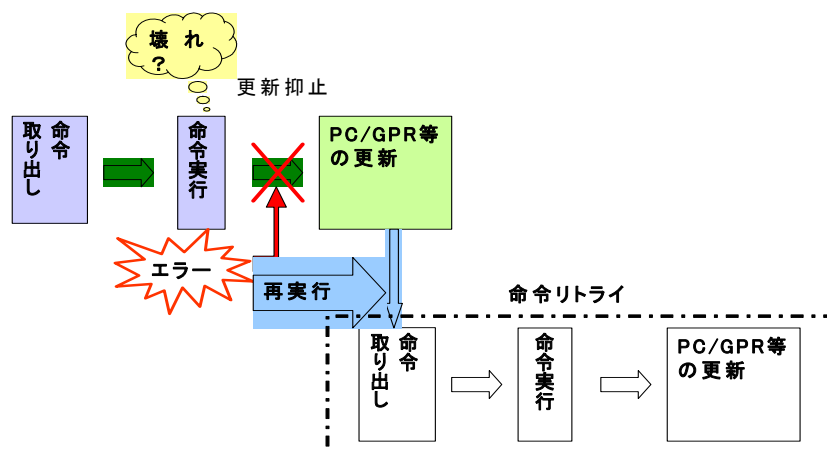 壊れ
？
更新抑止
命令
取り出し
命令実行
PC/GPR等
の更新
エラー
再実行
命令リトライ
命令
取り出し
命令実行
PC/GPR等
の更新